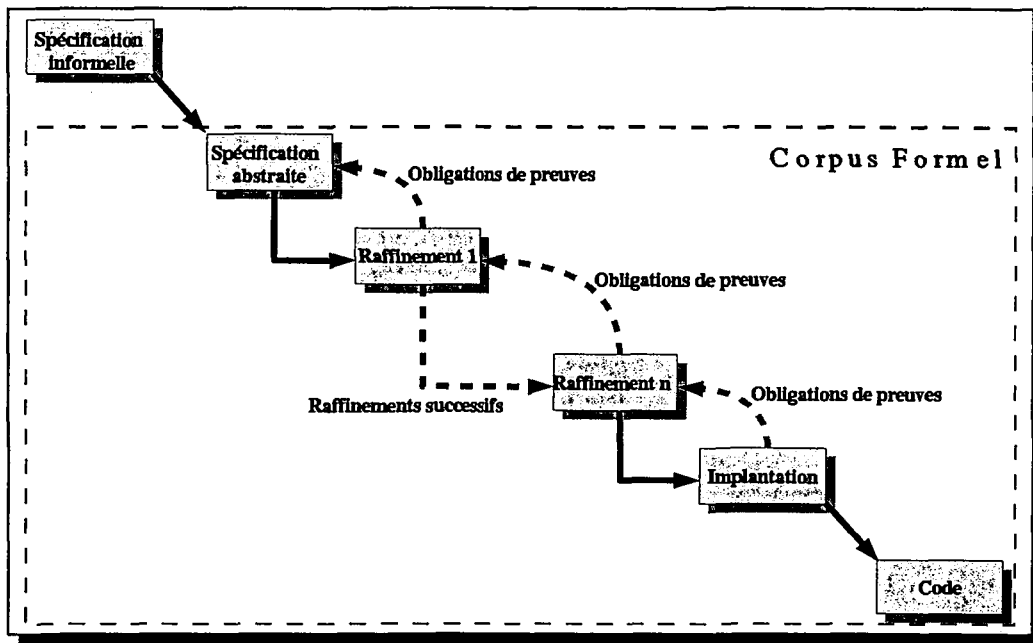 Spécification
informelle
Corpus Formel
Spécification
abstraite
Obligations de preuves
Raffinement 1
Obligations de preuves
Raffinement n
Raffinements successifs
Obligations de preuves
Implantation
Code